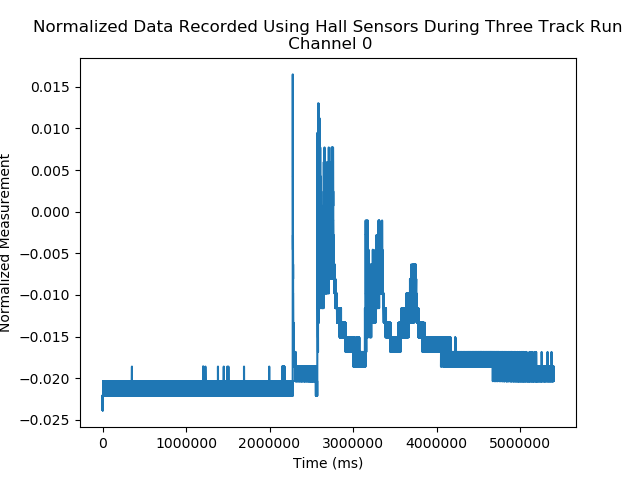 Normalized Data Recorded Using Hall Sensors During Three Track Run
Channel 0
Normalized Measurement
0.015
0.010
0.005
0.000
−0.005
−0.010
−0.015
−0.020
−0.025
0 1000000 2000000 3000000 4000000 5000000
Time (ms)